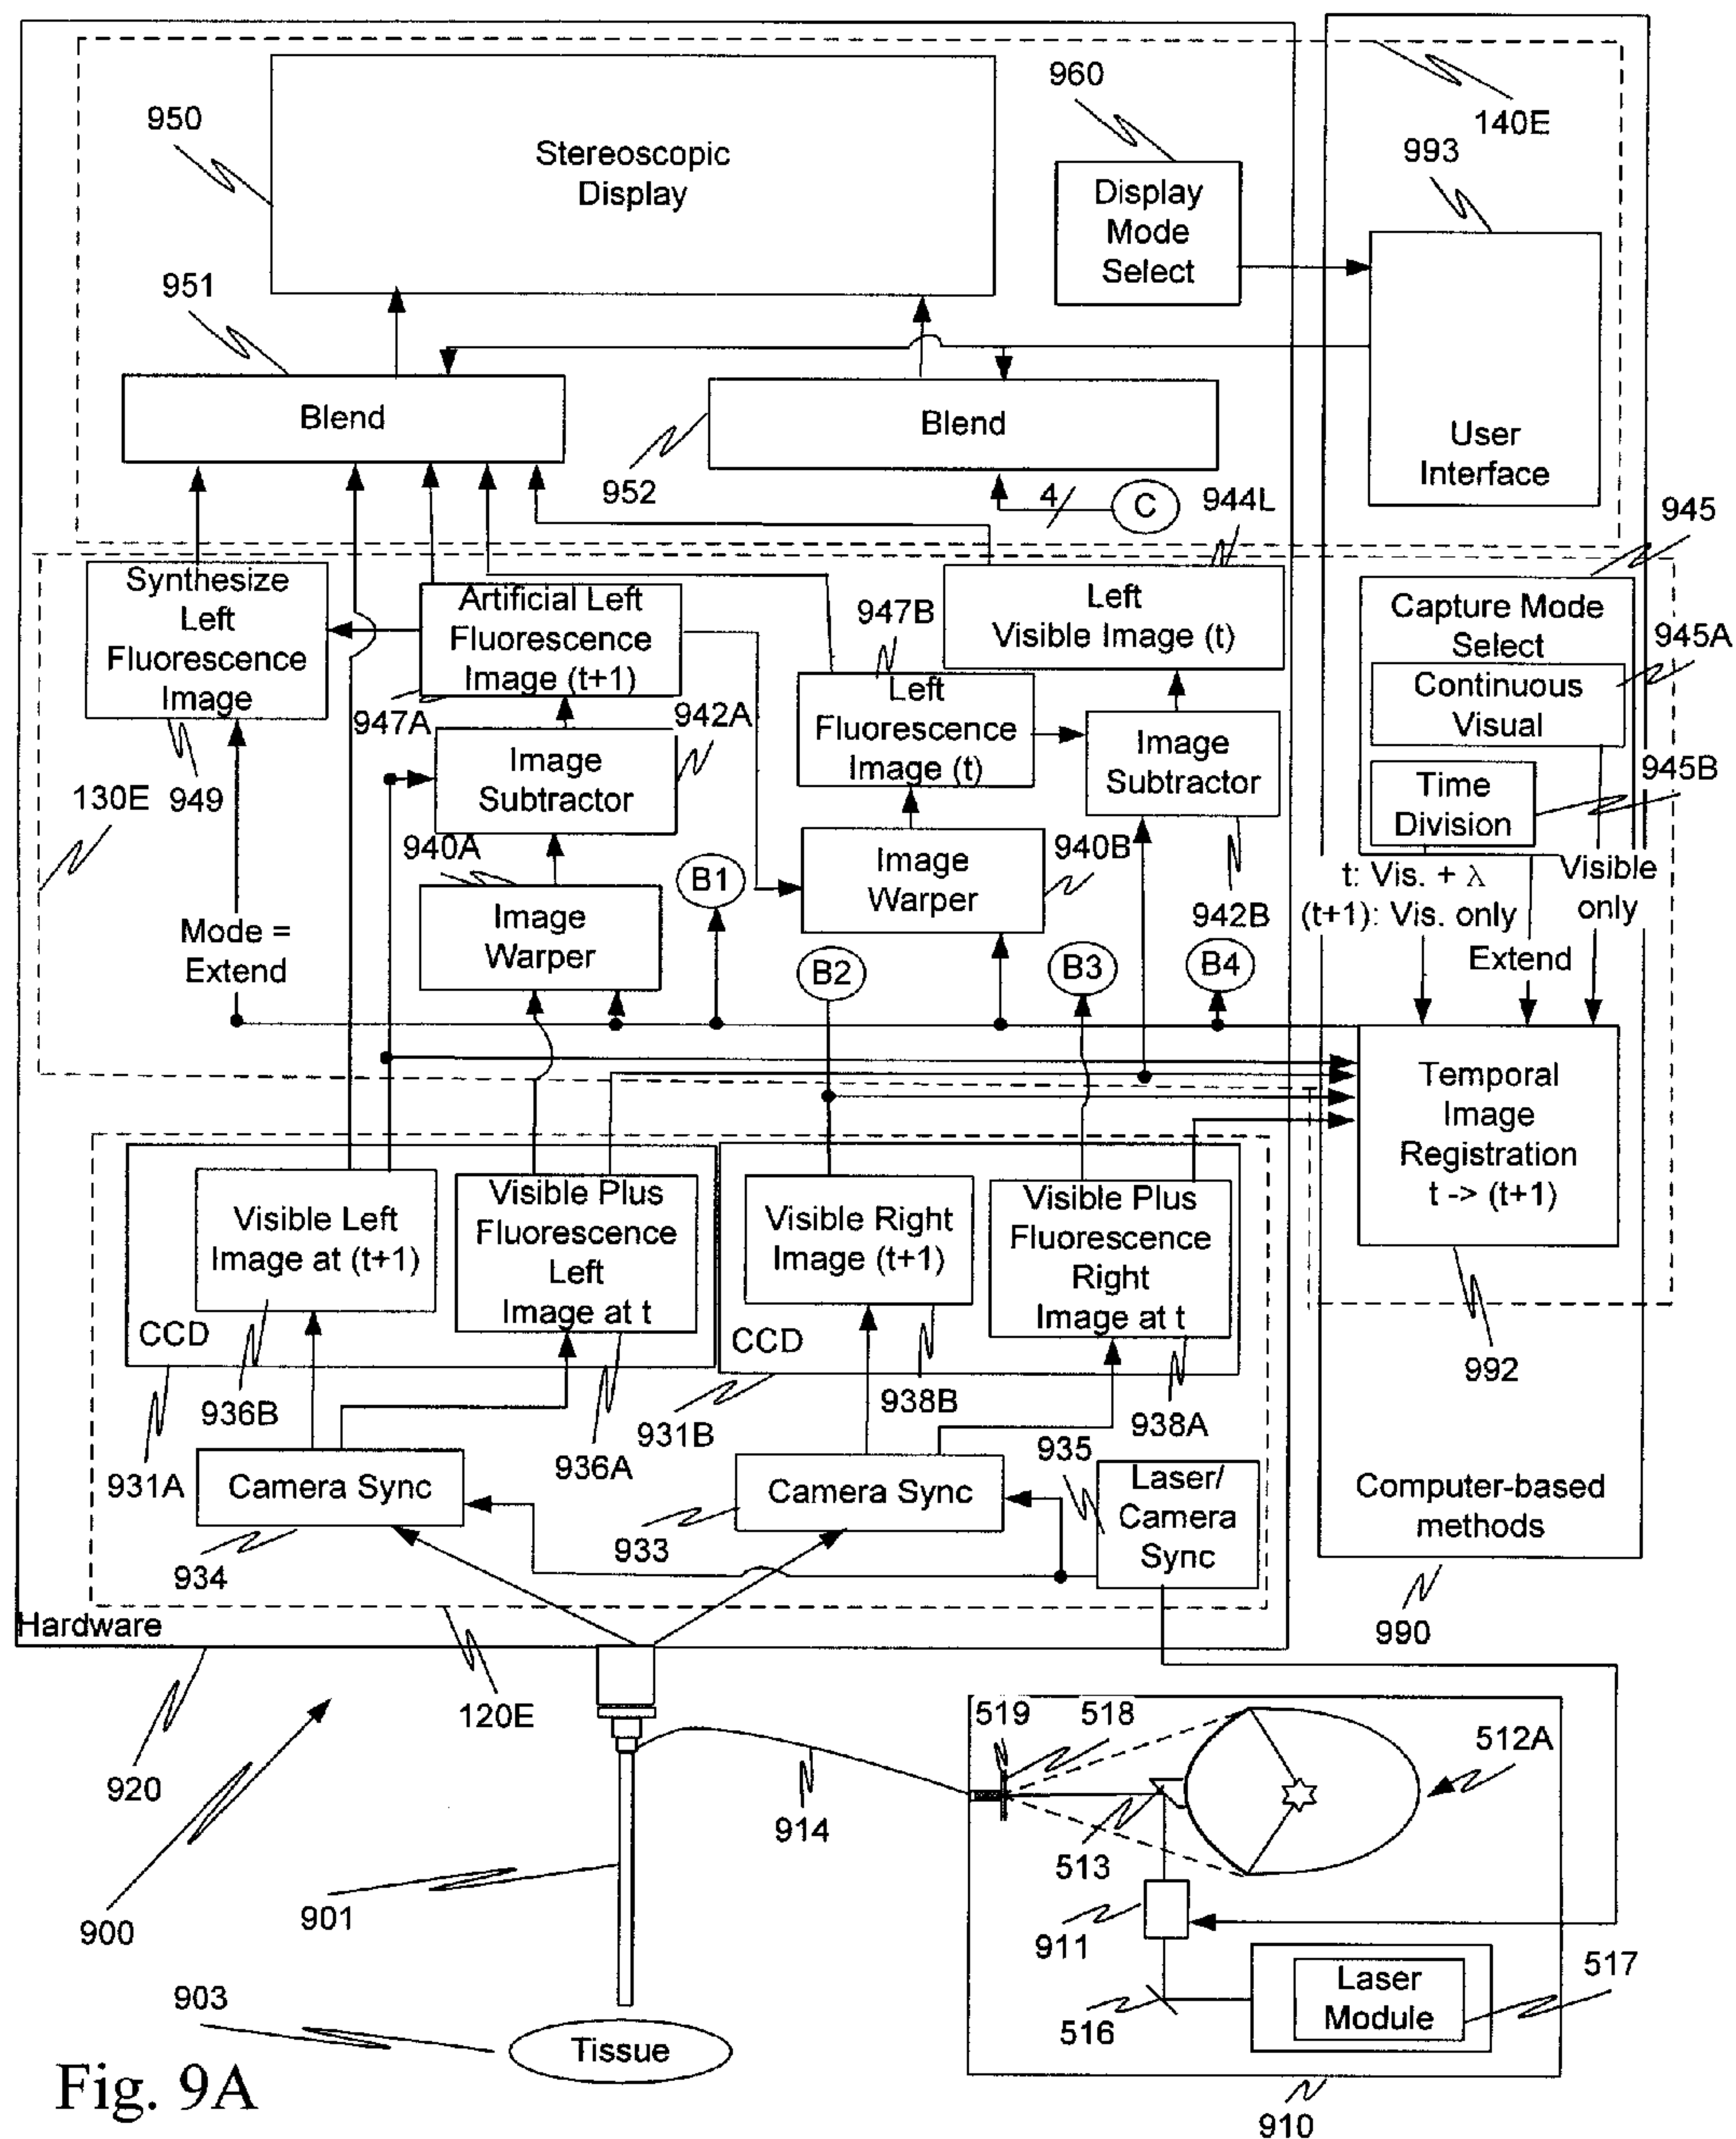 140E
960
950
993
Stereoscopic
Display
Display
Mode
Select
951
User
Interface
Blend
Blend
952
4
C
944L
945
Synthesize
Left
Fluorescence
Image
Artificial Left
Fluorescence
Image (t+1)
947B
Left
Visible Image (t)
Capture Mode
Select
945A
Continuous
Visual
947A
942A
Left
Fluorescence
Image (t)
Image
Subtractor
Image
Subtractor
945B
Time
Division
130E
949
940A
B1
Image
Warper
940B
942B
t: Vis. + λ
(t+1): Vis. only
Visible
only
Extend
Image
Warper
Mode =
Extend
B2
B3
B4
Temporal
Image
Registration
t -> (t+1)
Visible Left
Image at (t+1)
Visible Plus
Fluorescence
Left
Image at t
Visible Right
Image (t+1)
Visible Plus
Fluorescence
Right
Image at t
CCD
CCD
992
936B
938B
931B
938A
931A
936A
935
Camera Sync
Camera Sync
Laser/
Camera
Sync
Computer-based
methods
934
933
Hardware
990
120E
920
519
518
512A
914
513
900
901
911
517
Laser
Module
516
903
Tissue
Fig. 9A
910